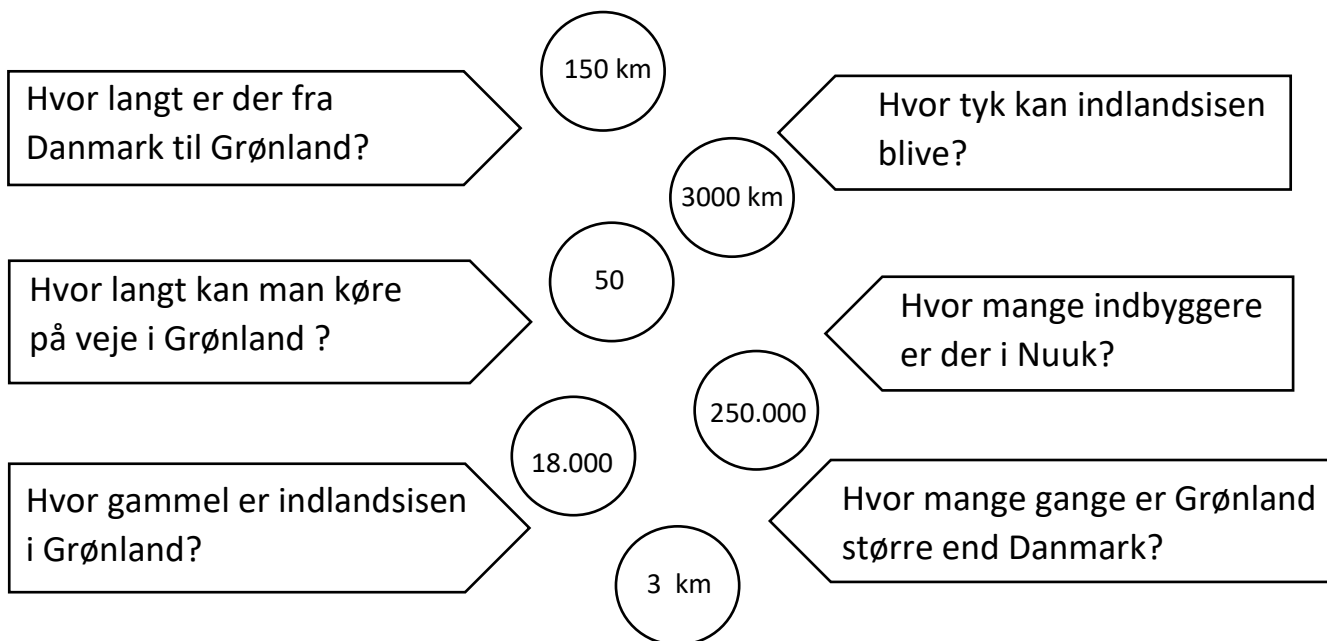 150 km
Hvor langt er der fra
Danmark til Grønland?
Hvor tyk kan indlandsisen
blive?
3000 km
50
Hvor langt kan man køre
på veje i Grønland ?
Hvor mange indbyggere
er der i Nuuk?
250.000
18.000
Hvor gammel er indlandsisen
i Grønland?
Hvor mange gange er Grønland
større end Danmark?
3 km